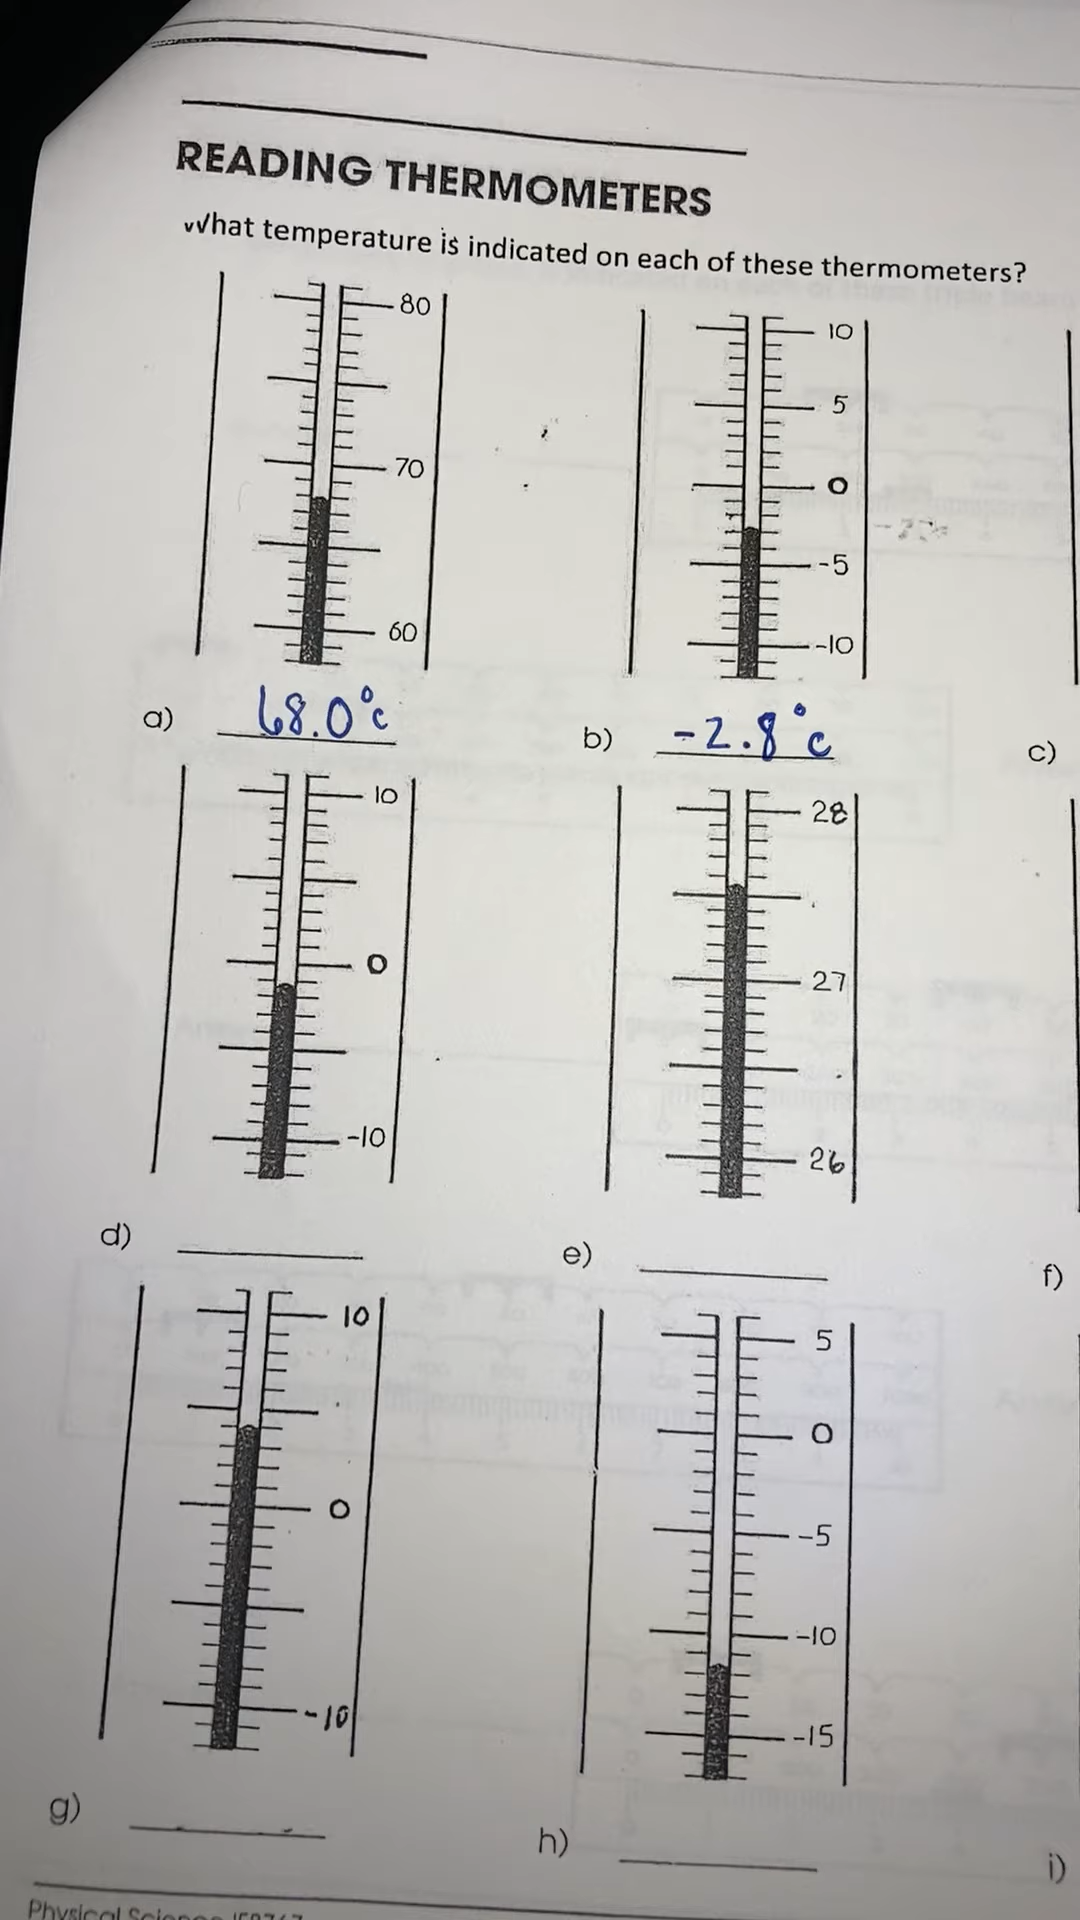 READING THERMOMETERS
What temperature is indicated on each of these thermometers?
80
70
60
10
5
0
-5
-10
a) 68.0°c
b) -2.8°c
c)
10
0
-10
28
27
26
d)
e)
f)
10
0
-10
5
0
-5
-10
-15
g)
h)
i)
Physical